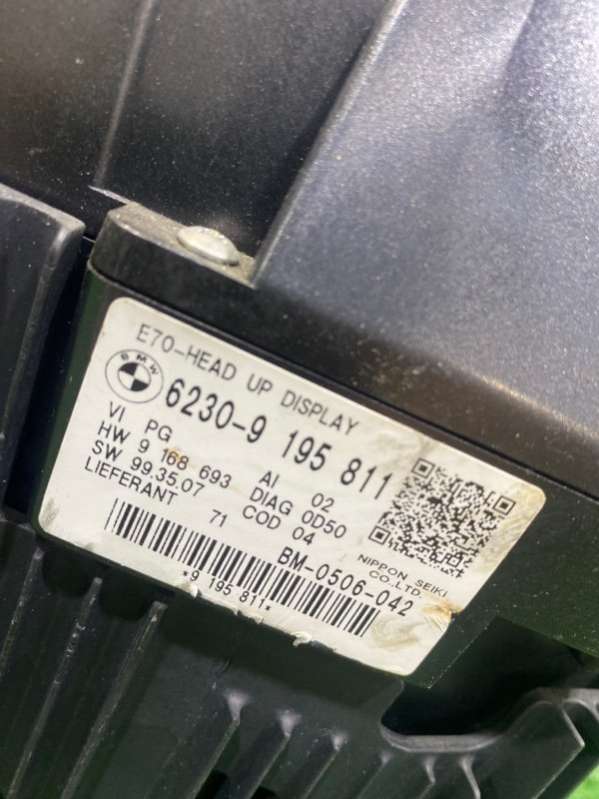 E70-HEAD UP DISPLAY
BMW
6230-9 195 811
VI PG AI 02
HW 9 168 693 DIAG 0D50
SW 99.35.07 COD 04
LIEFERANT 71
BM-0506-042
NIPPON SEIKI
CO.,LTD.
*9 195 811*